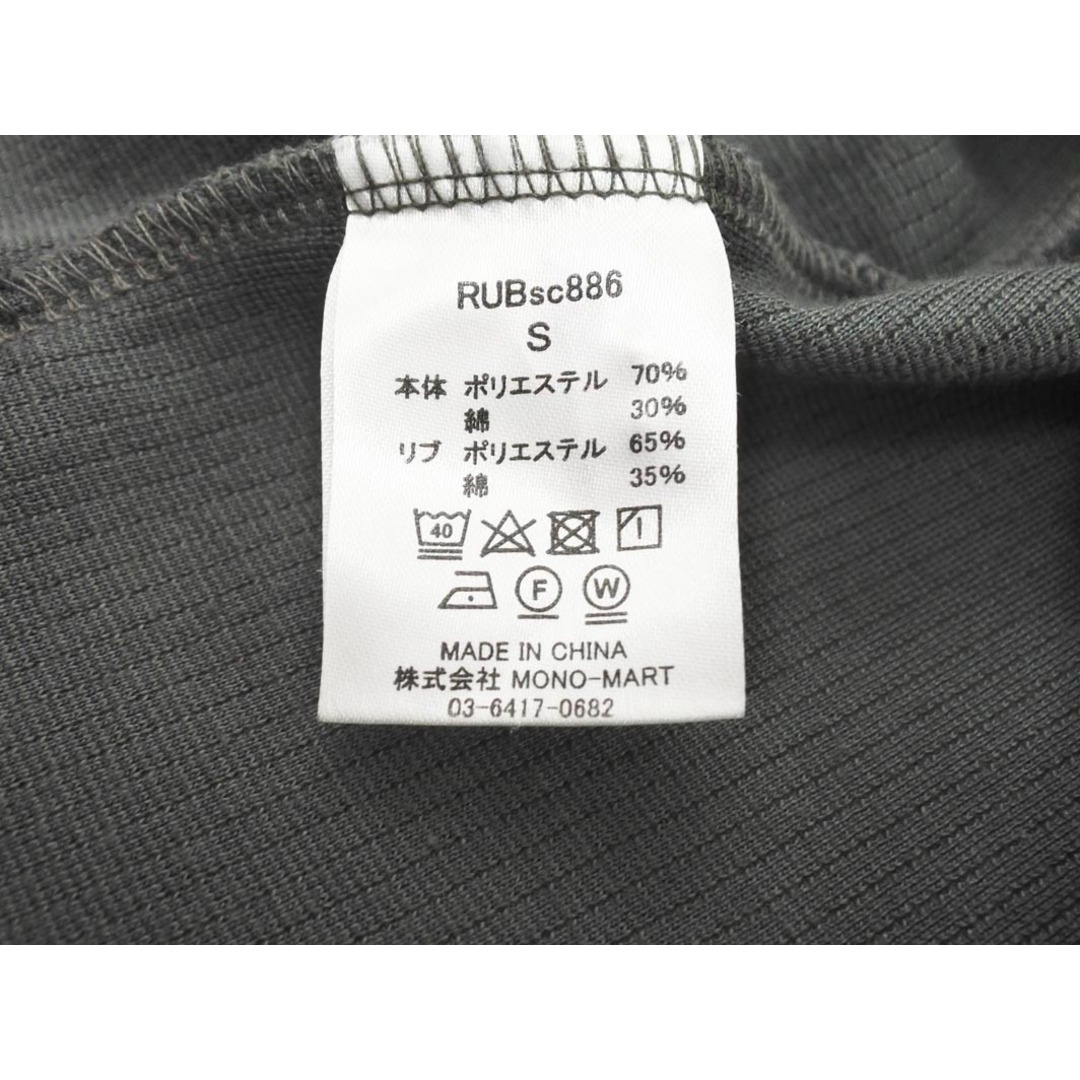 RUBsc886
S
本体 ポリエステル 70%
綿 30%
リブ ポリエステル 65%
綿 35%
40
F W
MADE IN CHINA
株式会社 MONO-MART
03-6417-0682